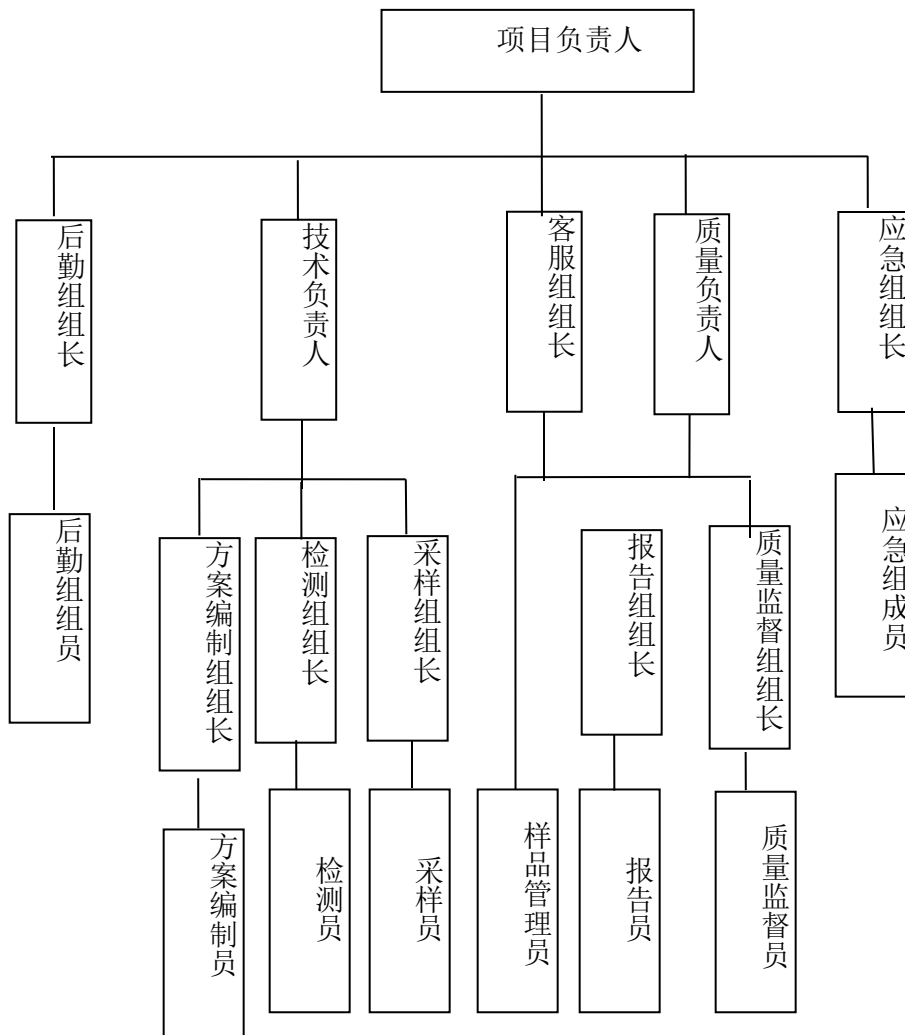 项目负责人
后勤组组长
技术负责人
客服组组长
质量负责人
应急组组长
后勤组组员
方案编制组组长
检测组组长
采样组组长
报告组组长
质量监督组组长
应急组成员
方案编制员
检测员
采样员
样品管理员
报告员
质量监督员